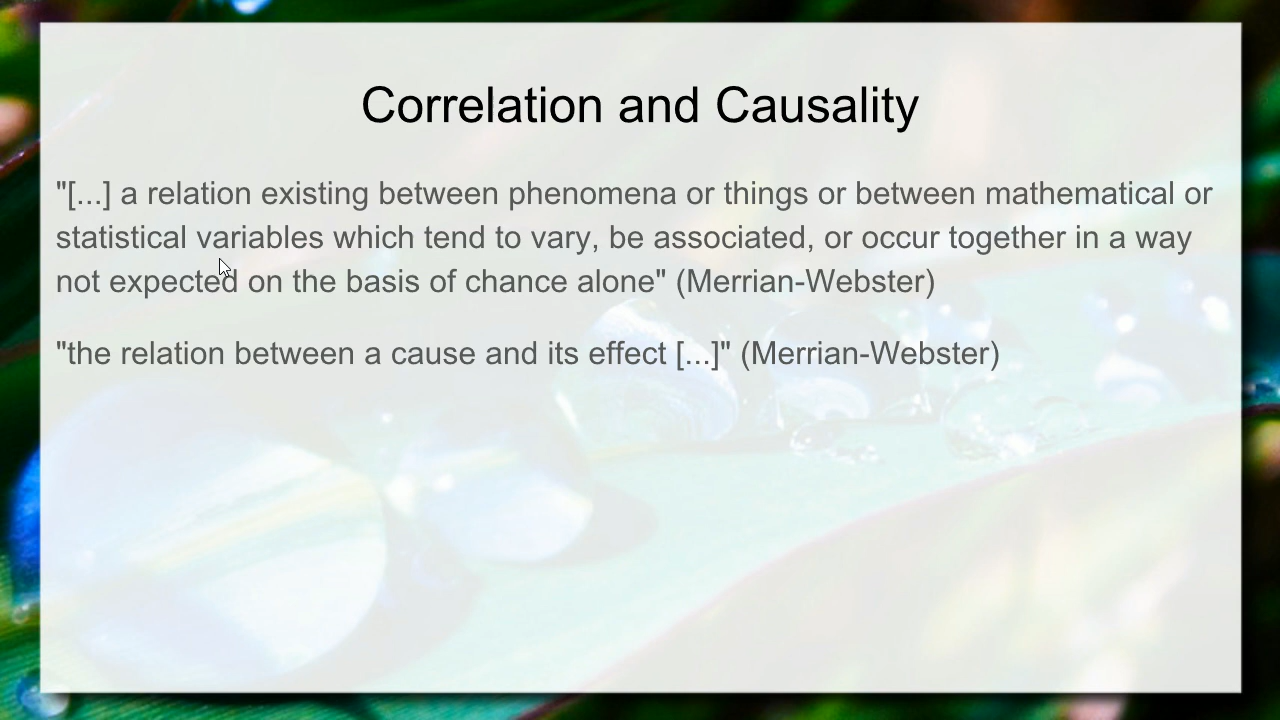 Correlation and Causality
"[...] a relation existing between phenomena or things or between mathematical or
statistical variables which tend to vary, be associated, or occur together in a way
not expected on the basis of chance alone" (Merrian-Webster)
"the relation between a cause and its effect [...]" (Merrian-Webster)